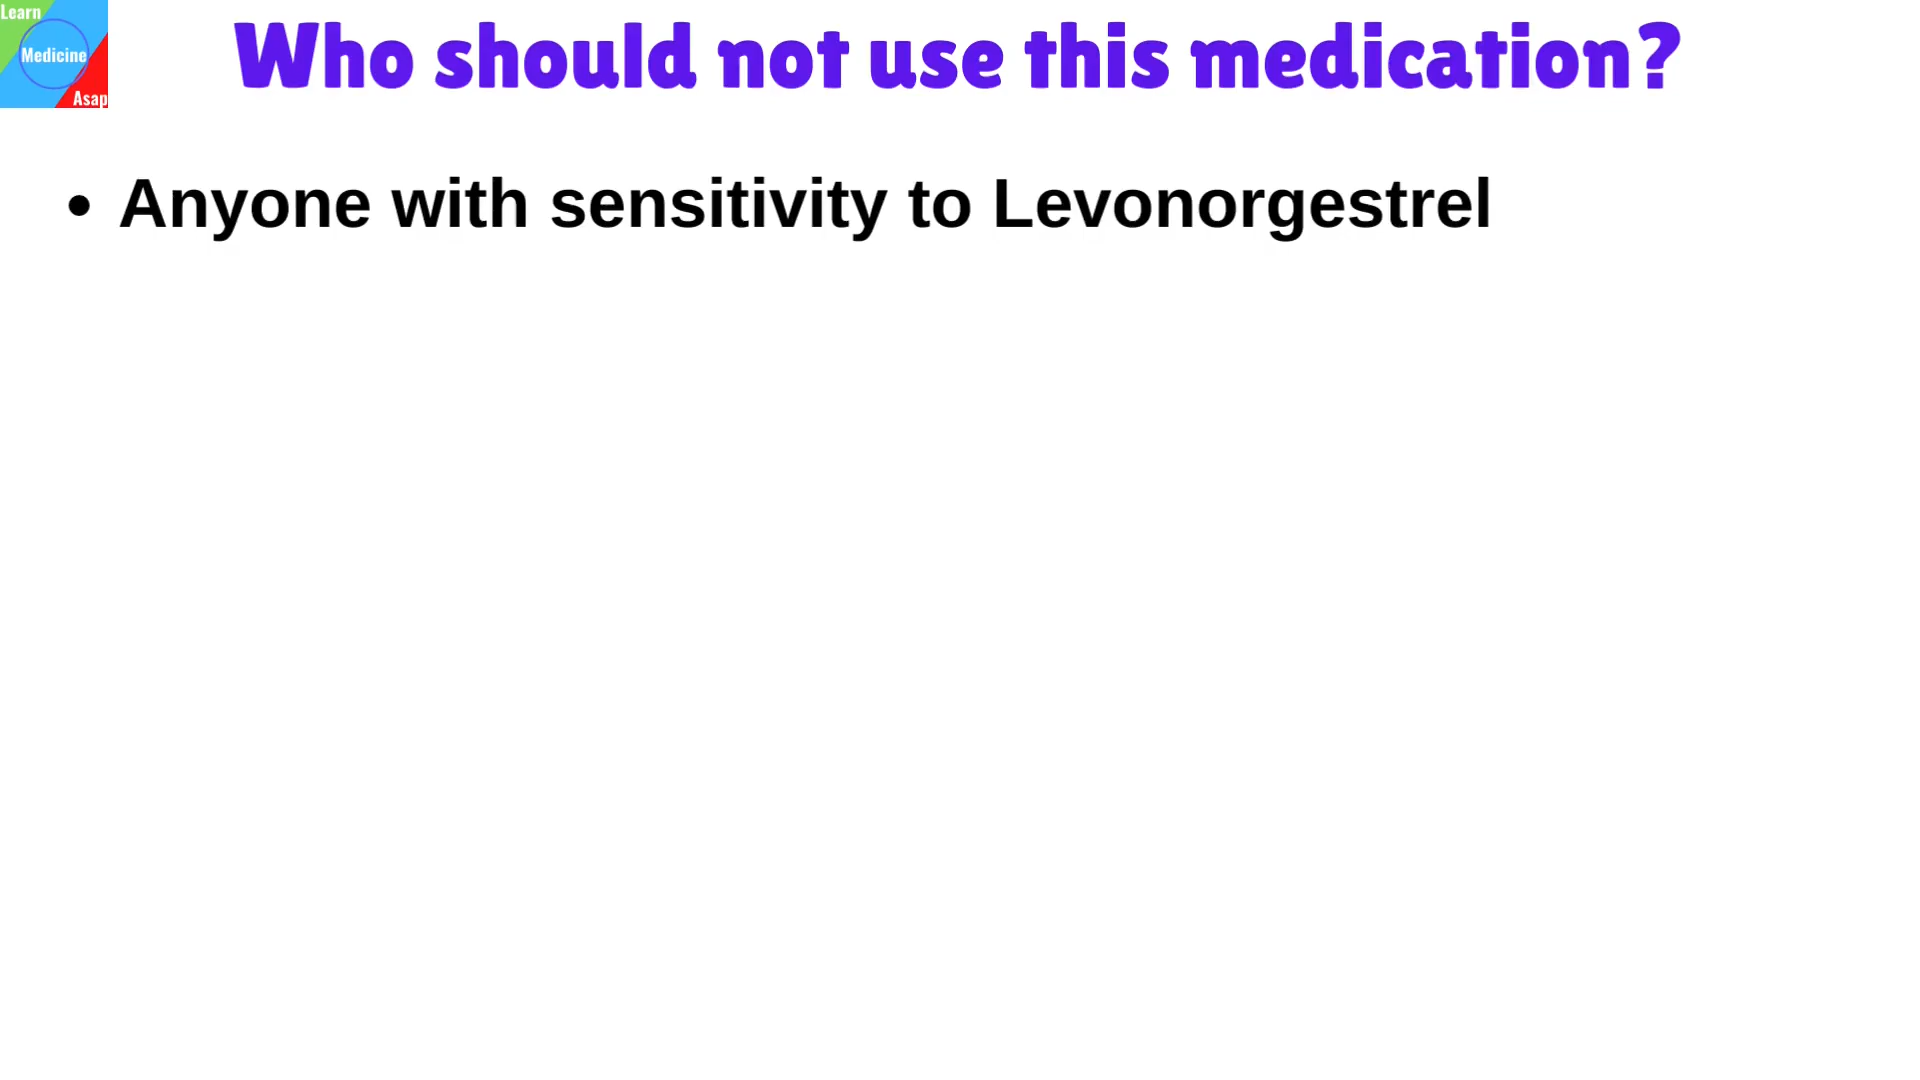 Learn
Medicine
Asap
Who should not use this medication?
• Anyone with sensitivity to Levonorgestrel